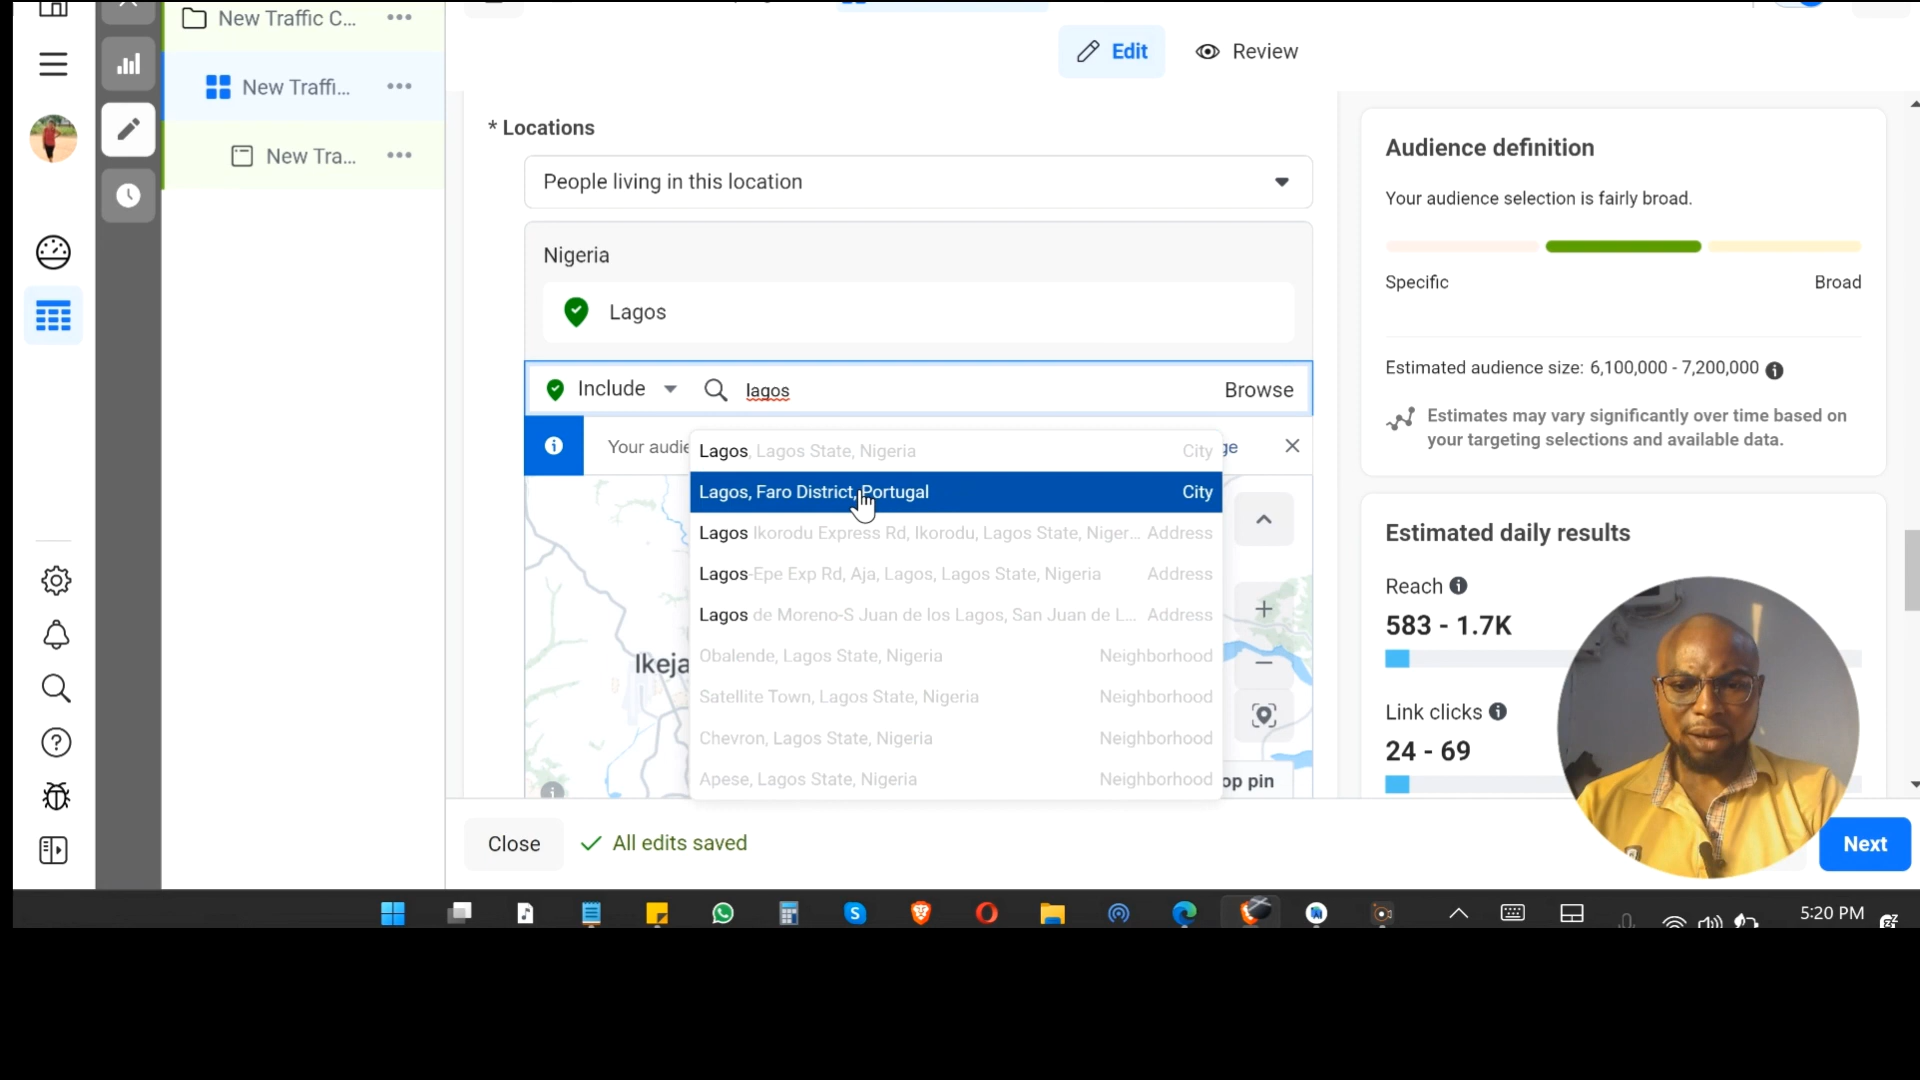 New Traffic C...
New Traffi...
New Tra...
Edit
Review
* Locations
People living in this location
Nigeria
Lagos
Include
lagos
Browse
Your audie
ge
Lagos, Lagos State, Nigeria City
Lagos, Faro District, Portugal City
Lagos Ikorodu Express Rd, Ikorodu, Lagos State, Niger... Address
Lagos-Epe Exp Rd, Aja, Lagos, Lagos State, Nigeria Address
Lagos de Moreno-S Juan de los Lagos, San Juan de L... Address
Obalende, Lagos State, Nigeria Neighborhood
Satellite Town, Lagos State, Nigeria Neighborhood
Chevron, Lagos State, Nigeria Neighborhood
Apese, Lagos State, Nigeria Neighborhood
Ikeja
op pin
Audience definition
Your audience selection is fairly broad.
Specific
Broad
Estimated audience size: 6,100,000 - 7,200,000
Estimates may vary significantly over time based on
your targeting selections and available data.
Estimated daily results
Reach
583 - 1.7K
Link clicks
24 - 69
Close
All edits saved
Next
5:20 PM